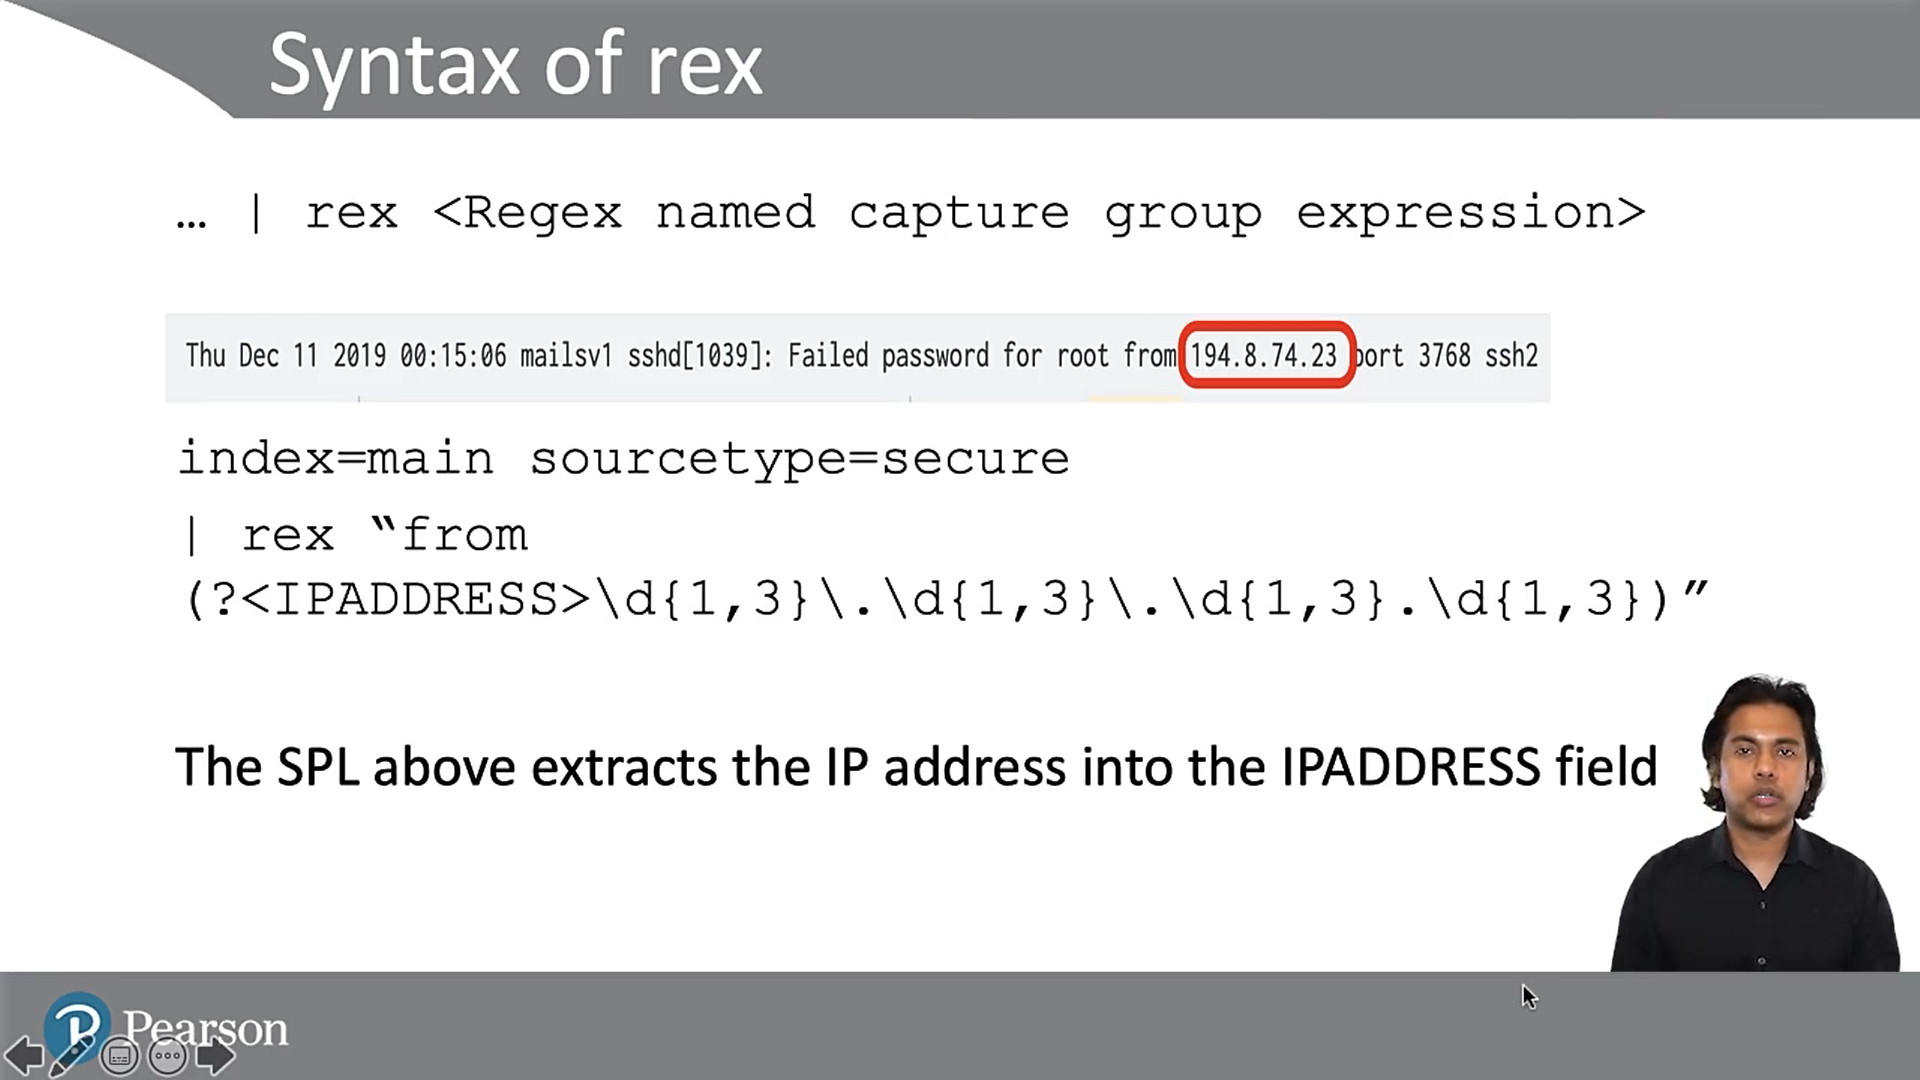 Syntax of rex
… | rex <Regex named capture group expression>
Thu Dec 11 2019 00:15:06 mailsv1 sshd[1039]: Failed password for root from 194.8.74.23 port 3768 ssh2
index=main sourcetype=secure
| rex “from
(?<IPADDRESS>\d{1,3}\.\d{1,3}\.\d{1,3}.\d{1,3})”
The SPL above extracts the IP address into the IPADDRESS field
Pearson